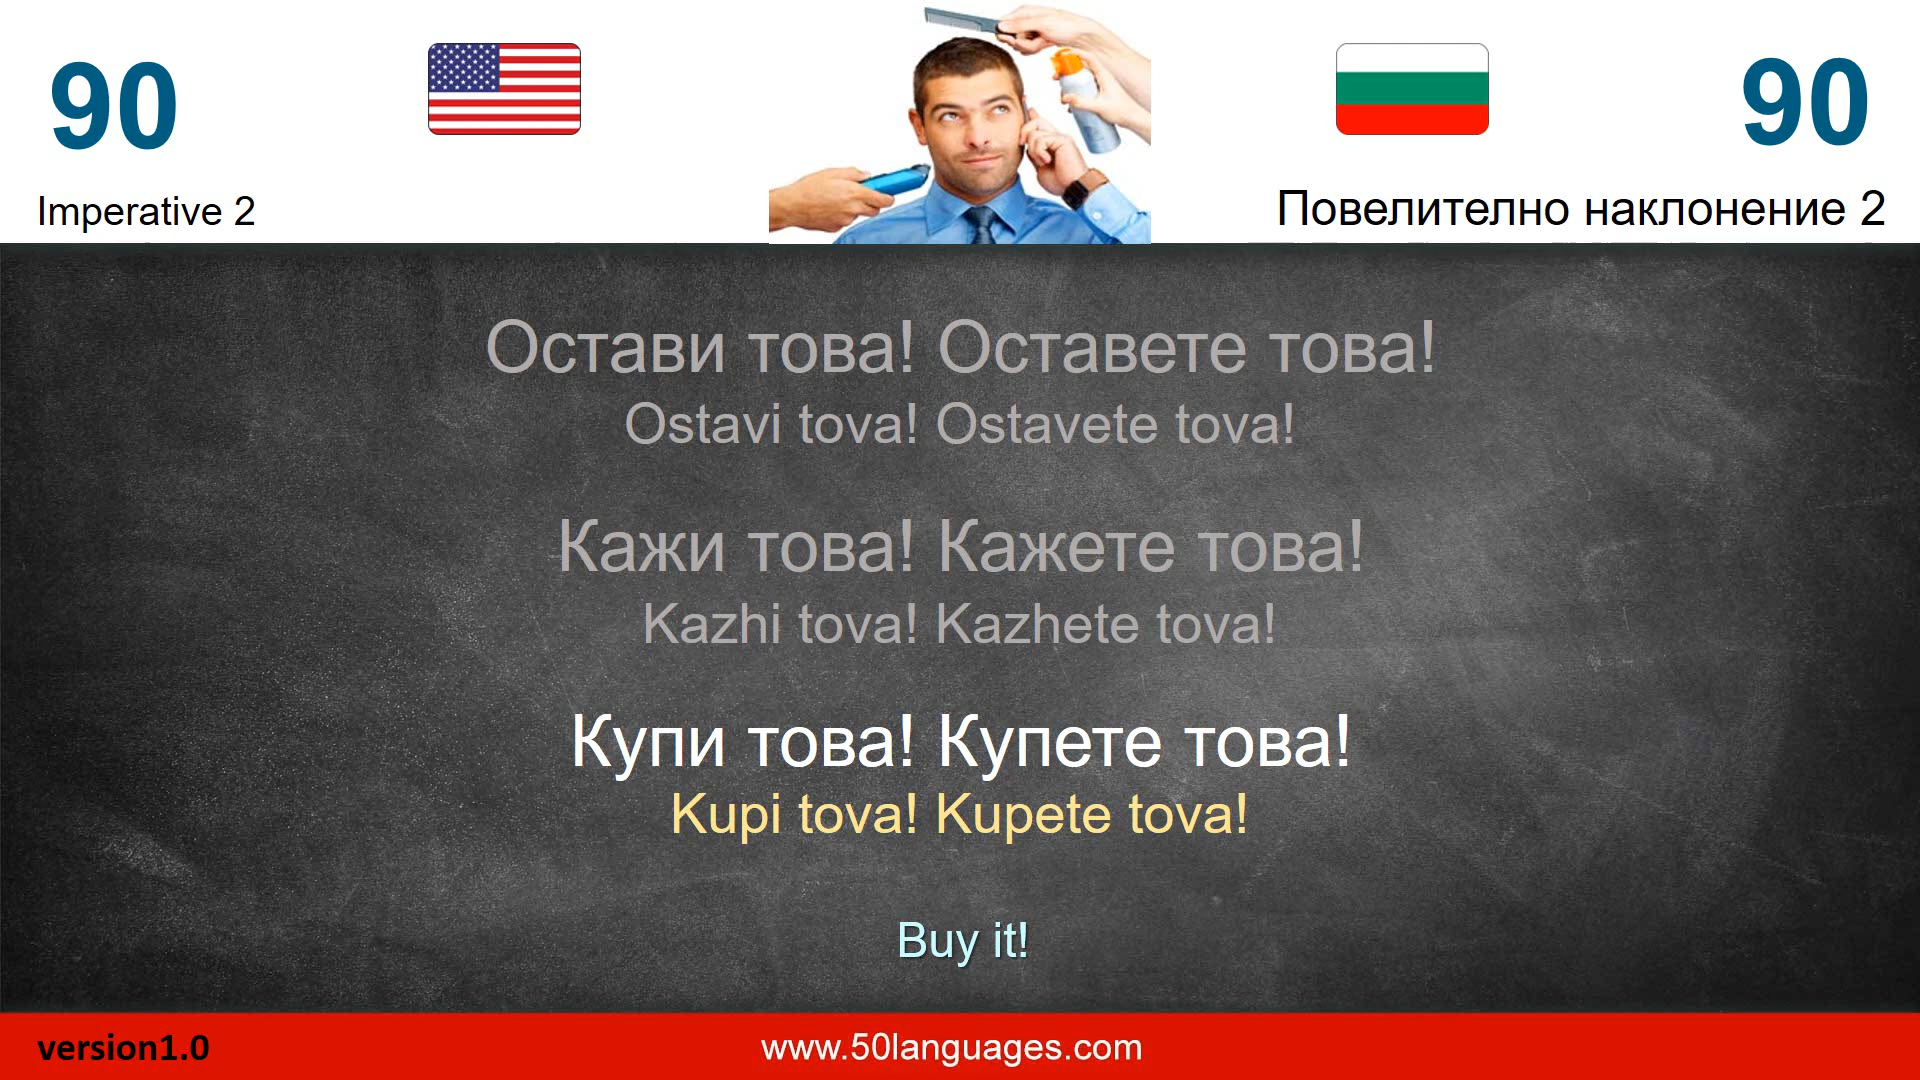 90
90
Imperative 2
Повелително наклонение 2
Остави това! Оставете това!
Ostavi tova! Ostavete tova!
Кажи това! Кажете това!
Kazhi tova! Kazhete tova!
Купи това! Купете това!
Kupi tova! Kupete tova!
Buy it!
version1.0
www.50languages.com